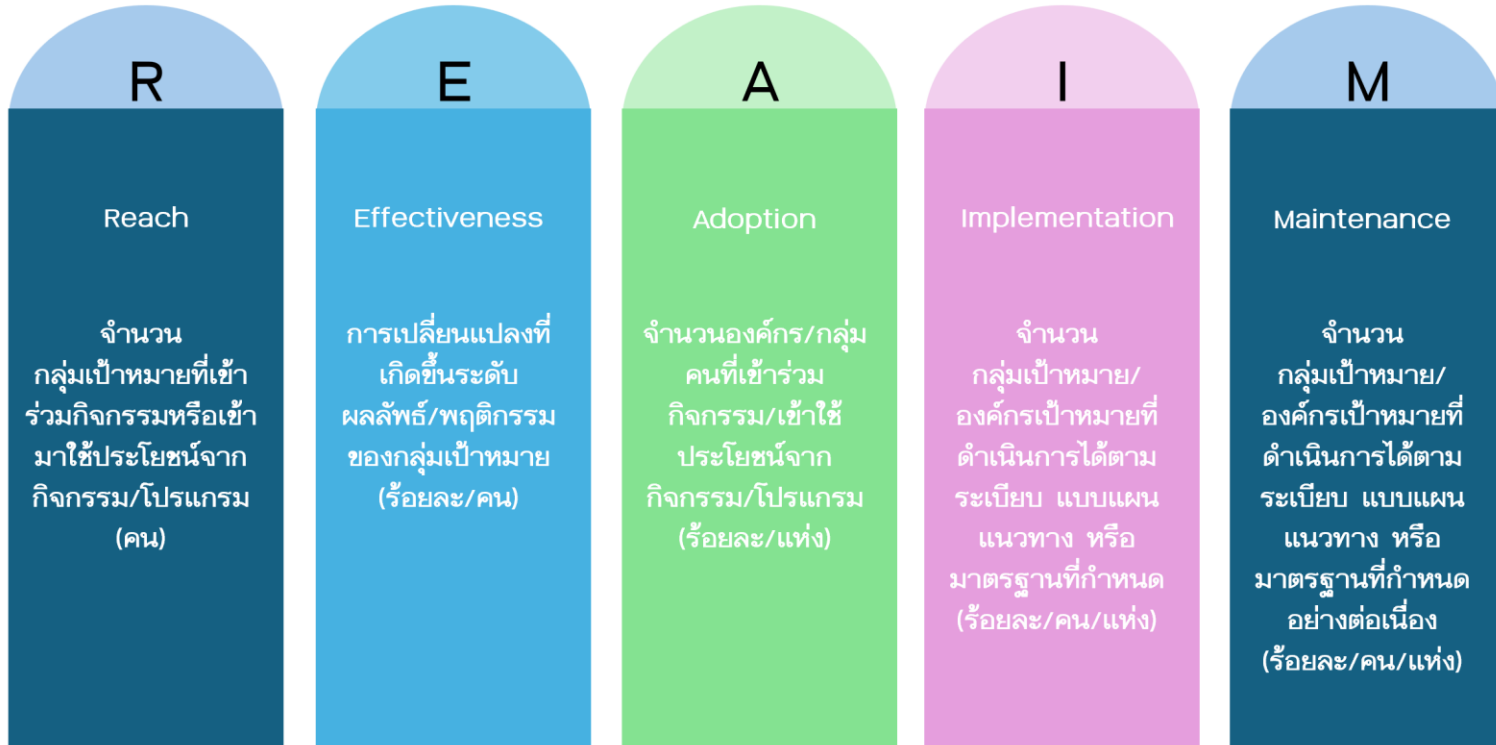 R
Reach
จำนวน
กลุ่มเป้าหมายที่เข้า
ร่วมกิจกรรมหรือเข้า
มาใช้ประโยชน์จาก
กิจกรรม/โปรแกรม
(คน)
E
Effectiveness
การเปลี่ยนแปลงที่
เกิดขึ้นระดับ
ผลลัพธ์/พฤติกรรม
ของกลุ่มเป้าหมาย
(ร้อยละ/คน)
A
Adoption
จำนวนองค์กร/กลุ่ม
คนที่เข้าร่วม
กิจกรรม/เข้าใช้
ประโยชน์จาก
กิจกรรม/โปรแกรม
(ร้อยละ/แห่ง)
I
Implementation
จำนวน
กลุ่มเป้าหมาย/
องค์กรเป้าหมายที่
ดำเนินการได้ตาม
ระเบียบ แบบแผน
แนวทาง หรือ
มาตรฐานที่กำหนด
(ร้อยละ/คน/แห่ง)
M
Maintenance
จำนวน
กลุ่มเป้าหมาย/
องค์กรเป้าหมายที่
ดำเนินการได้ตาม
ระเบียบ แบบแผน
แนวทาง หรือ
มาตรฐานที่กำหนด
อย่างต่อเนื่อง
(ร้อยละ/คน/แห่ง)